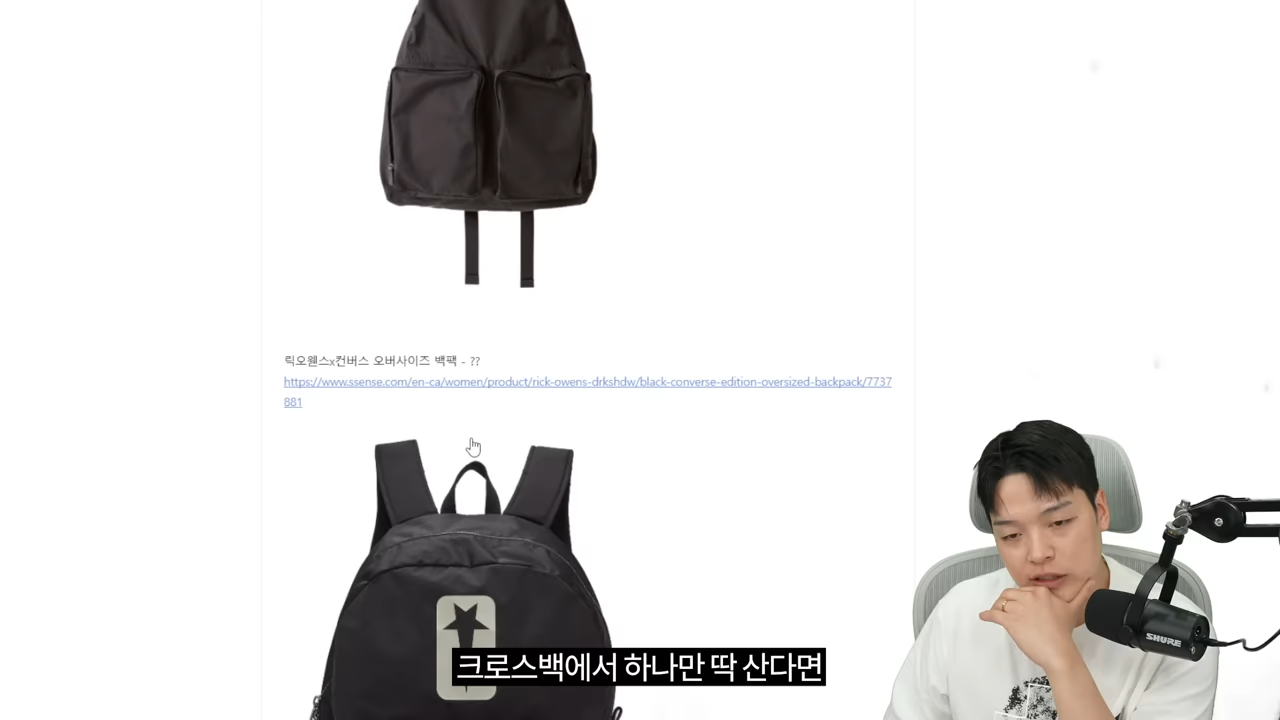 릭오웬스x컨버스 오버사이즈 백팩 - ??
https://www.ssense.com/en-ca/women/product/rick-owens-drkshdw/black-converse-edition-oversized-backpack/7737
881
SHURE
크로스백에서 하나만 딱 산다면